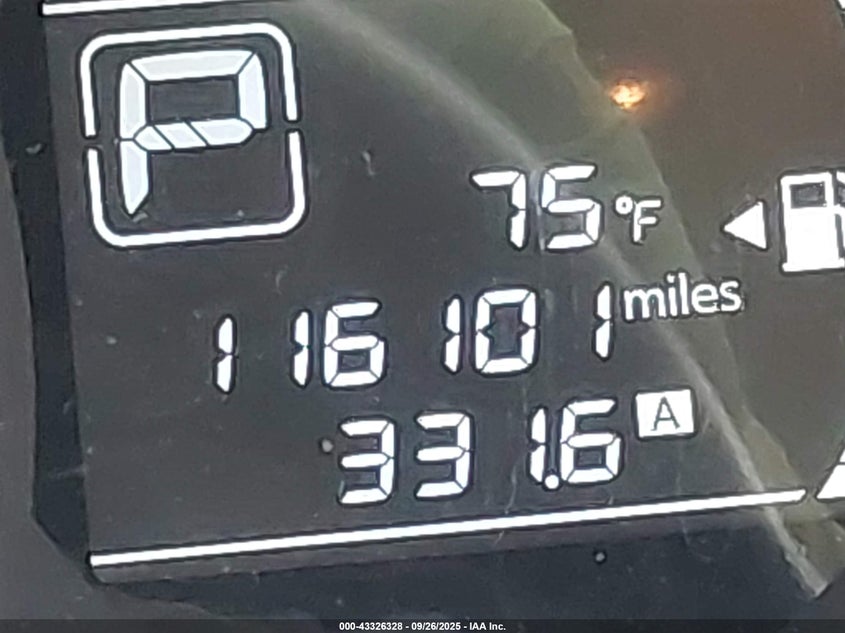 P
75°F
116101 miles
331.6 A
000-43326328 - 09/26/2025 - IAA Inc.